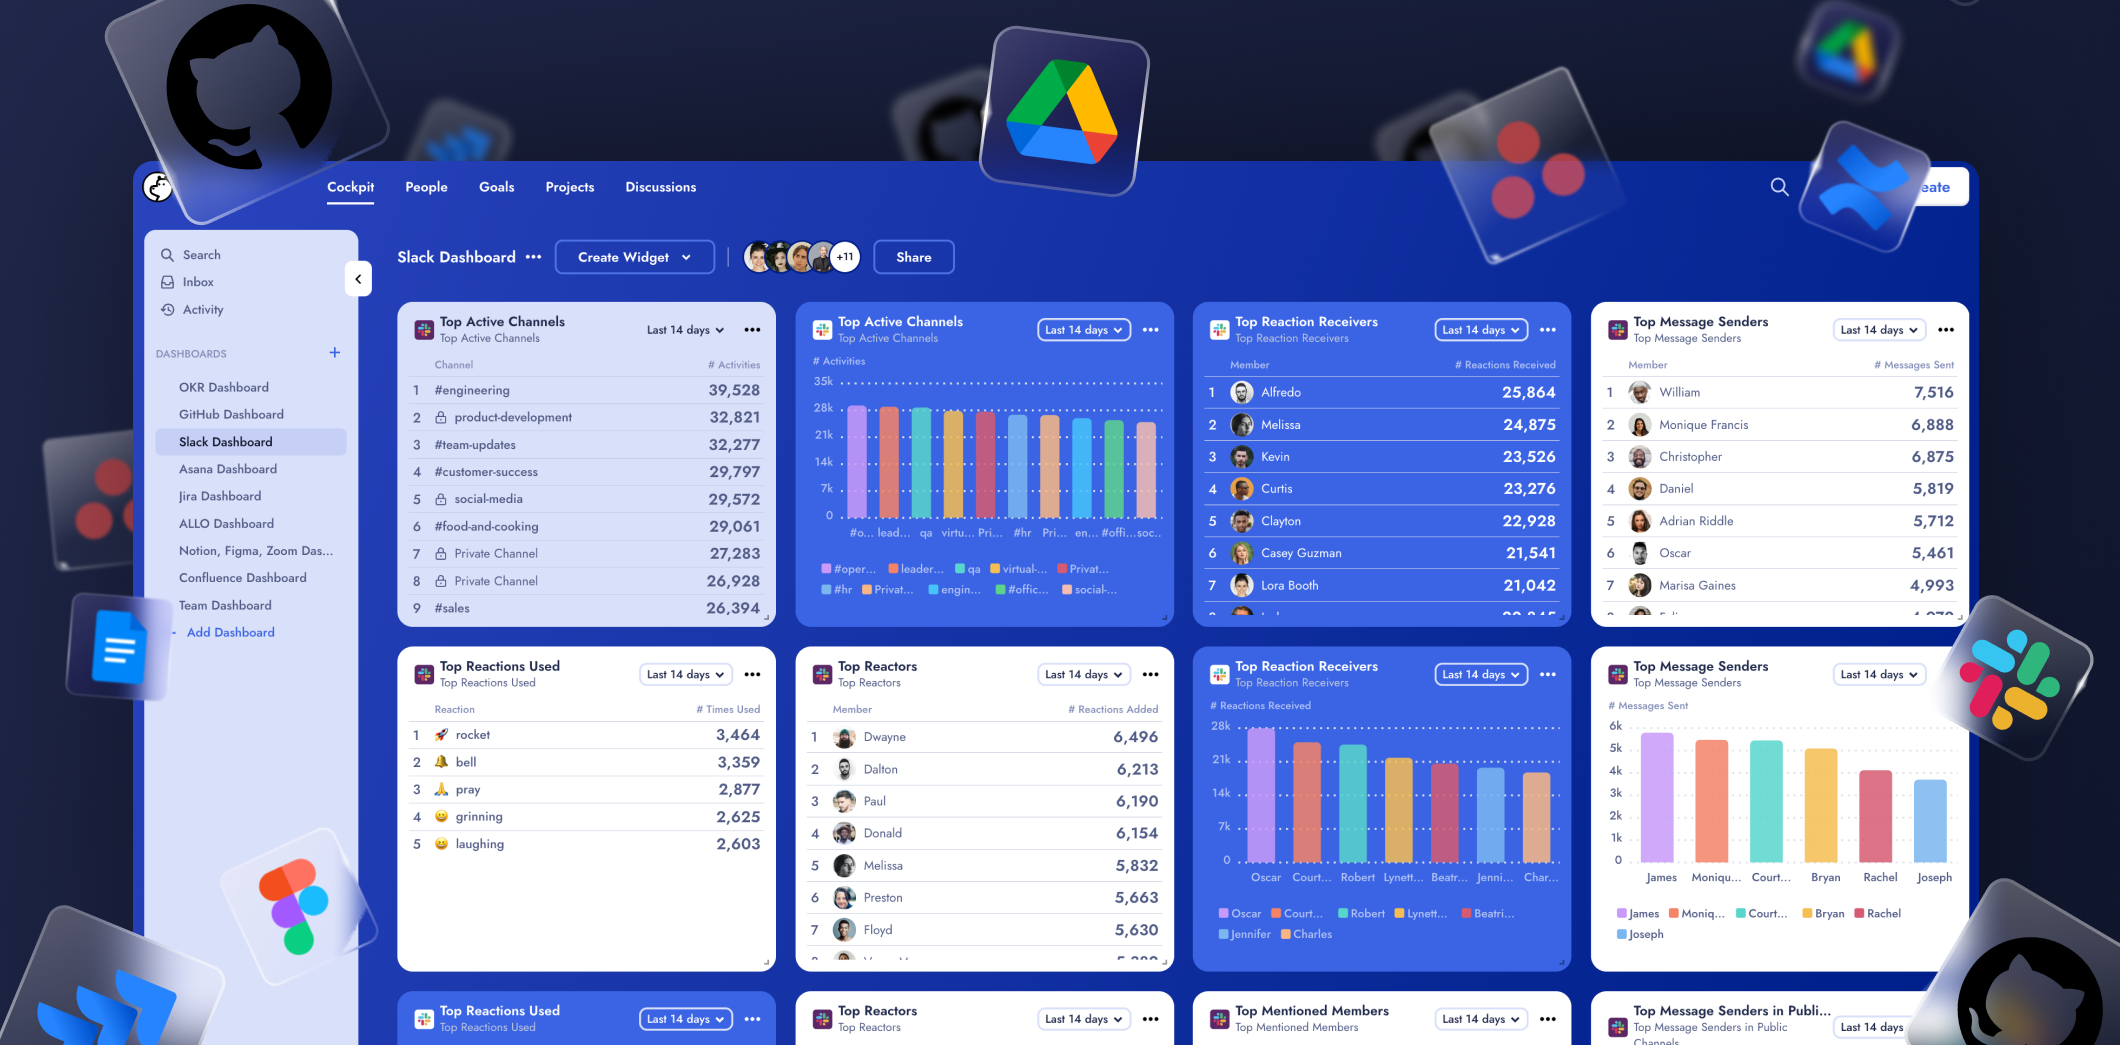 Cockpit People Goals Projects Discussions
eate
Search
Inbox
Activity
DASHBOARDS +
OKR Dashboard
GitHub Dashboard
Slack Dashboard
Asana Dashboard
Jira Dashboard
ALLO Dashboard
Notion, Figma, Zoom Das...
Confluence Dashboard
Team Dashboard
Add Dashboard
Slack Dashboard ••• Create Widget +11 Share
Top Active Channels
Top Active Channels
Last 14 days
Channel # Activities
1 #engineering 39,528
2 product-development 32,821
3 #team-updates 32,277
4 #customer-success 29,797
5 social-media 29,572
6 #food-and-cooking 29,061
7 Private Channel 27,283
8 Private Channel 26,928
9 #sales 26,394
Top Active Channels
Top Active Channels
Last 14 days
# Activities
35k
28k
21k
14k
7k
0
#o... lead... qa virtu... Pri... #hr Pri... en... #offi... soc..
#oper... leader... qa virtual-... Privat...
#hr Privat... engin... #offic... social-...
Top Reaction Receivers
Top Reaction Receivers
Last 14 days
Member # Reactions Received
1 Alfredo 25,864
2 Melissa 24,875
3 Kevin 23,526
4 Curtis 23,276
5 Clayton 22,928
6 Casey Guzman 21,541
7 Lora Booth 21,042
Top Message Senders
Top Message Senders
Last 14 days
Member # Messages Sent
1 William 7,516
2 Monique Francis 6,888
3 Christopher 6,875
4 Daniel 5,819
5 Adrian Riddle 5,712
6 Oscar 5,461
7 Marisa Gaines 4,993
Top Reactions Used
Top Reactions Used
Last 14 days
Reaction # Times Used
1 🚀 rocket 3,464
2 🔔 bell 3,359
3 🙏 pray 2,877
4 😀 grinning 2,625
5 😆 laughing 2,603
Top Reactors
Top Reactors
Last 14 days
Member # Reactions Added
1 Dwayne 6,496
2 Dalton 6,213
3 Paul 6,190
4 Donald 6,154
5 Melissa 5,832
6 Preston 5,663
7 Floyd 5,630
Top Reaction Receivers
Top Reaction Receivers
Last 14 days
# Reactions Received
28k
21k
14k
7k
0
Oscar Court... Robert Lynett... Beatr... Jenni... Char...
Oscar Court... Robert Lynett... Beatri...
Jennifer Charles
Top Message Senders
Top Message Senders
Last 14 days
# Messages Sent
6k
5k
4k
3k
2k
1k
0
James Moniqu... Court... Bryan Rachel Joseph
James Moniq... Court... Bryan Rachel
Joseph
Top Reactions Used
Top Reactions Used
Last 14 days
Top Reactors
Top Reactors
Last 14 days
Top Mentioned Members
Top Mentioned Members
Last 14 days
Top Message Senders in Publi...
Top Message Senders in Public
Channels
Last 14 days